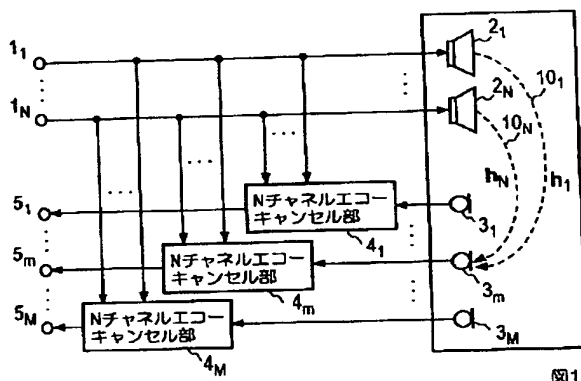 1₁
2₁
10₁
1N
2N
10N
hN
h₁
Nチャネルエコー
キャンセル部
5₁
3₁
4₁
Nチャネルエコー
キャンセル部
5m
3m
4m
Nチャネルエコー
キャンセル部
5M
3M
4M
図1